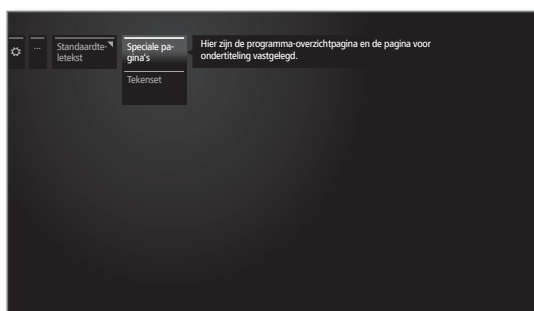 ...
Standaardte-
letekst
Speciale pa-
gina's
Hier zijn de programma-overzichtpagina en de pagina voor
ondertiteling vastgelegd.
Tekenset